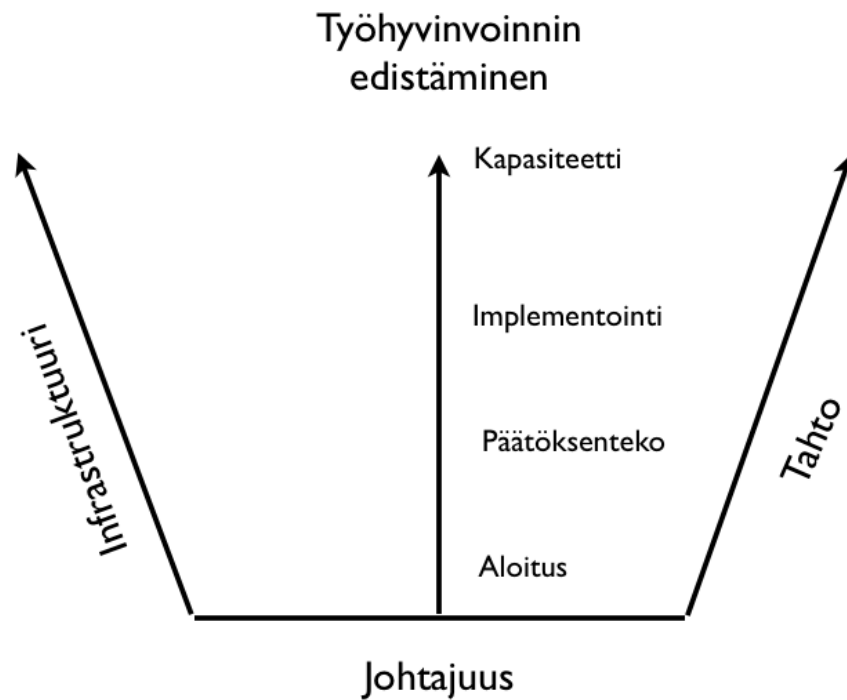 Työhyvinvoinnin
edistäminen
Kapasiteetti
Implementointi
Infrastruktuuri
Tahto
Päätöksenteko
Aloitus
Johtajuus